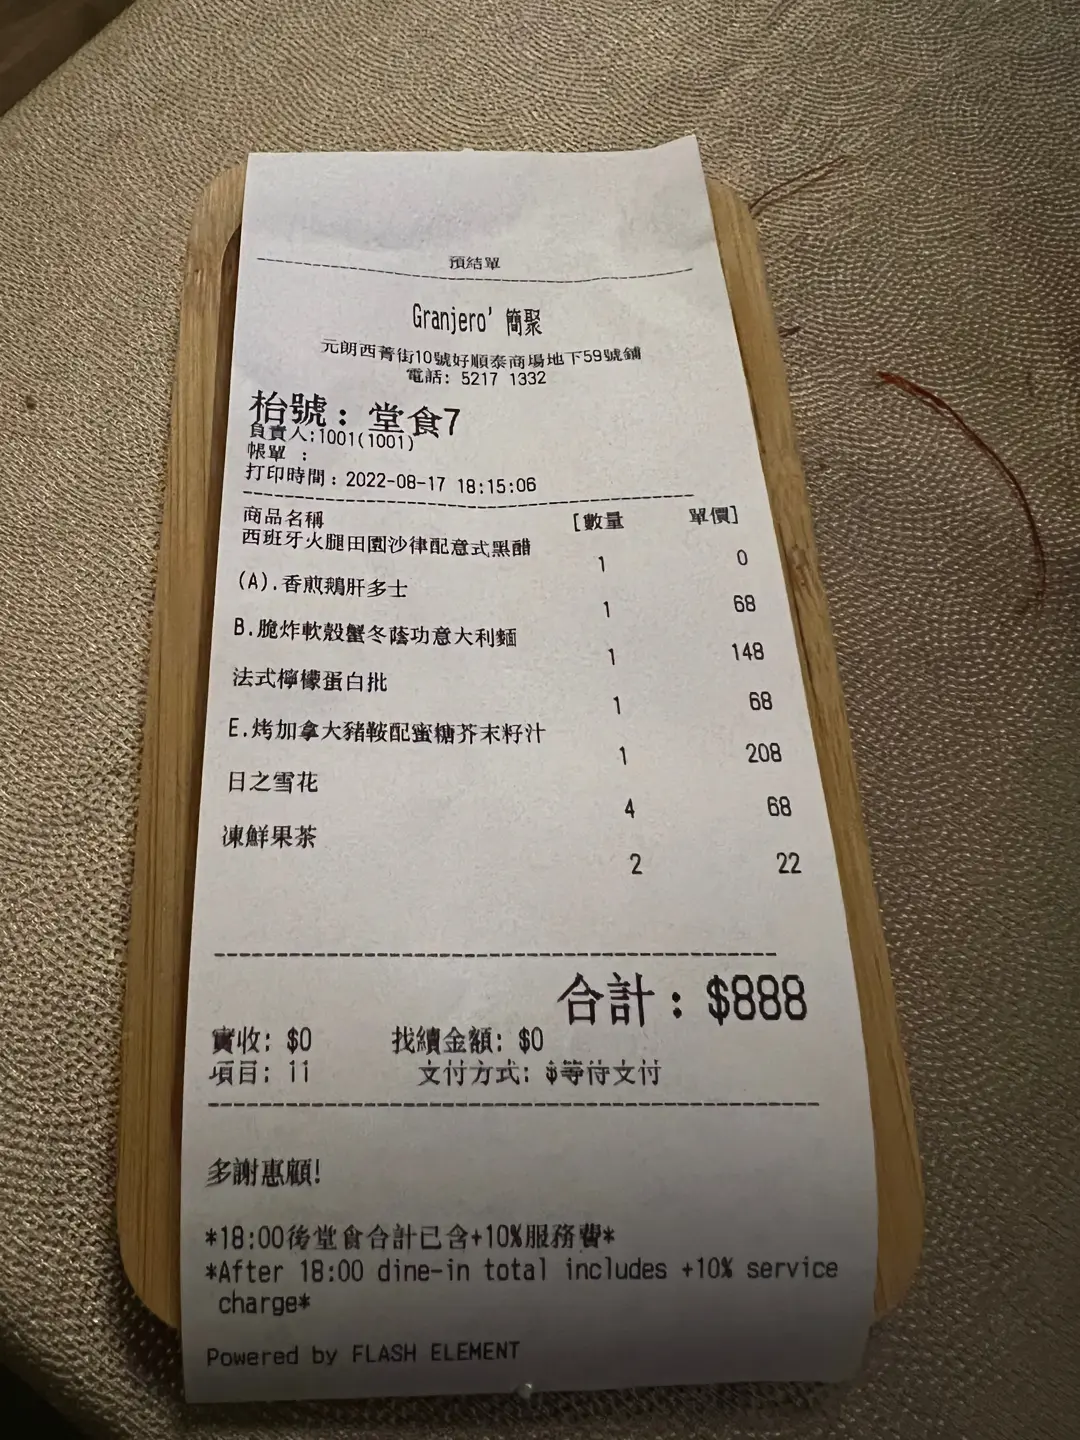 預結單
Granjero' 簡聚
元朗西菁街10號好順泰商場地下59號鋪
電話: 5217 1332
枱號: 堂食7
負責人:1001(1001)
帳單 :
打印時間: 2022-08-17 18:15:06
商品名稱 [數量 單價]
西班牙火腿田園沙律配意式黑醋
1 0
(A).香煎鵝肝多士
1 68
B.脆炸軟殼蟹冬蔭功意大利麵
1 148
法式檸檬蛋白批
1 68
E.烤加拿大豬鞍配蜜糖芥末籽汁
1 208
日之雪花
4 68
凍鮮果茶
2 22
合計: $888
實收: $0 找續金額: $0
項目: 11 支付方式: $等待支付
多謝惠顧!
*18:00後堂食合計已含+10%服務費*
*After 18:00 dine-in total includes +10% service
charge*
Powered by FLASH ELEMENT